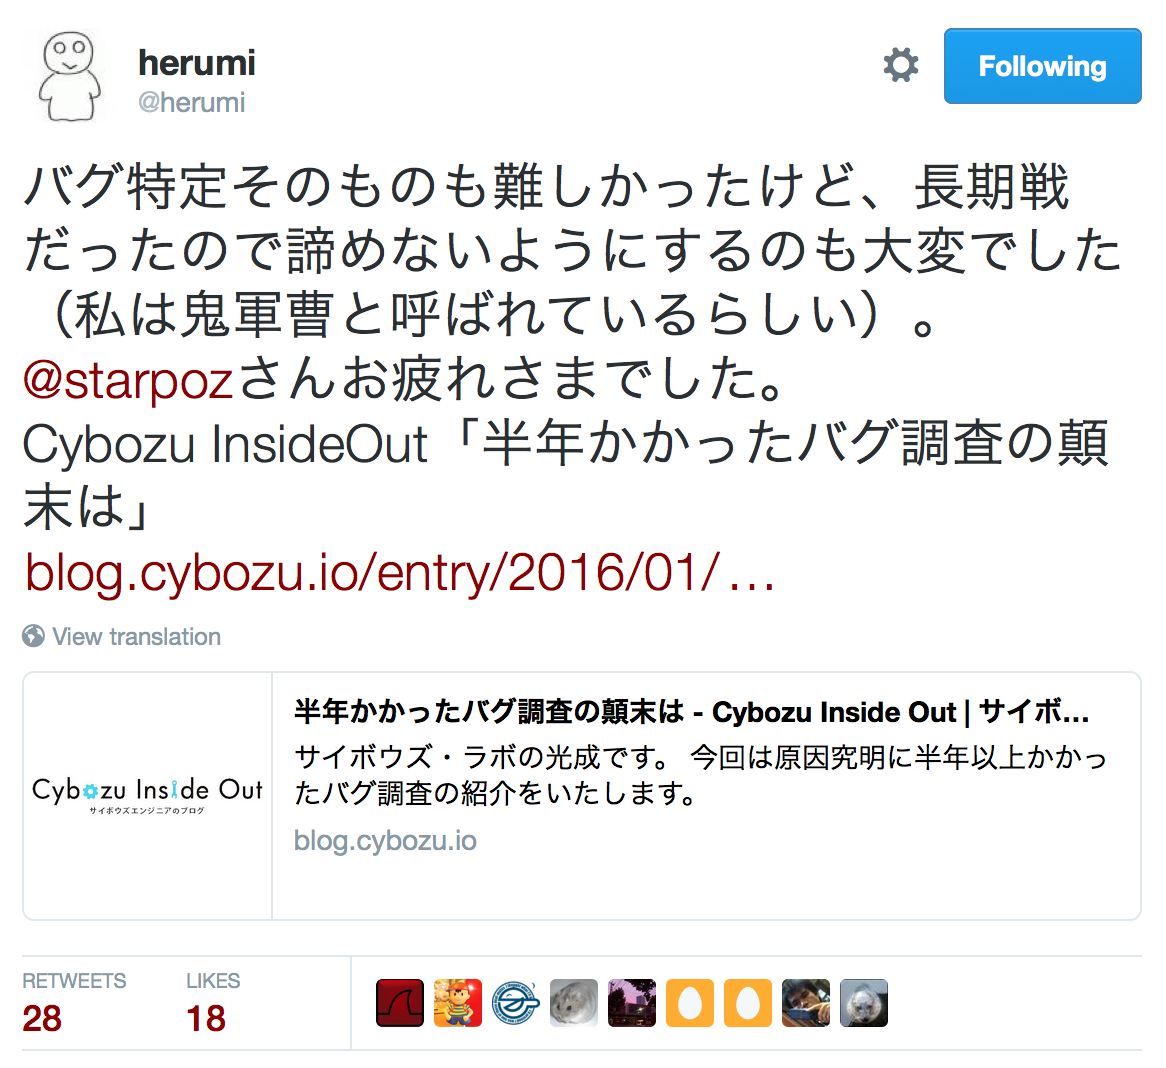 herumi
@herumi
Following
バグ特定そのものも難しかったけど、長期戦
だったので諦めないようにするのも大変でした
（私は鬼軍曹と呼ばれているらしい）。
@starpozさんお疲れさまでした。
Cybozu InsideOut「半年かかったバグ調査の顛
末は」
blog.cybozu.io/entry/2016/01/…
View translation
半年かかったバグ調査の顛末は - Cybozu Inside Out | サイボ…
サイボウズ・ラボの光成です。 今回は原因究明に半年以上かかっ
たバグ調査の紹介をいたします。
blog.cybozu.io
Cybozu Inside Out
サイボウズエンジニアのブログ
RETWEETS
28
LIKES
18